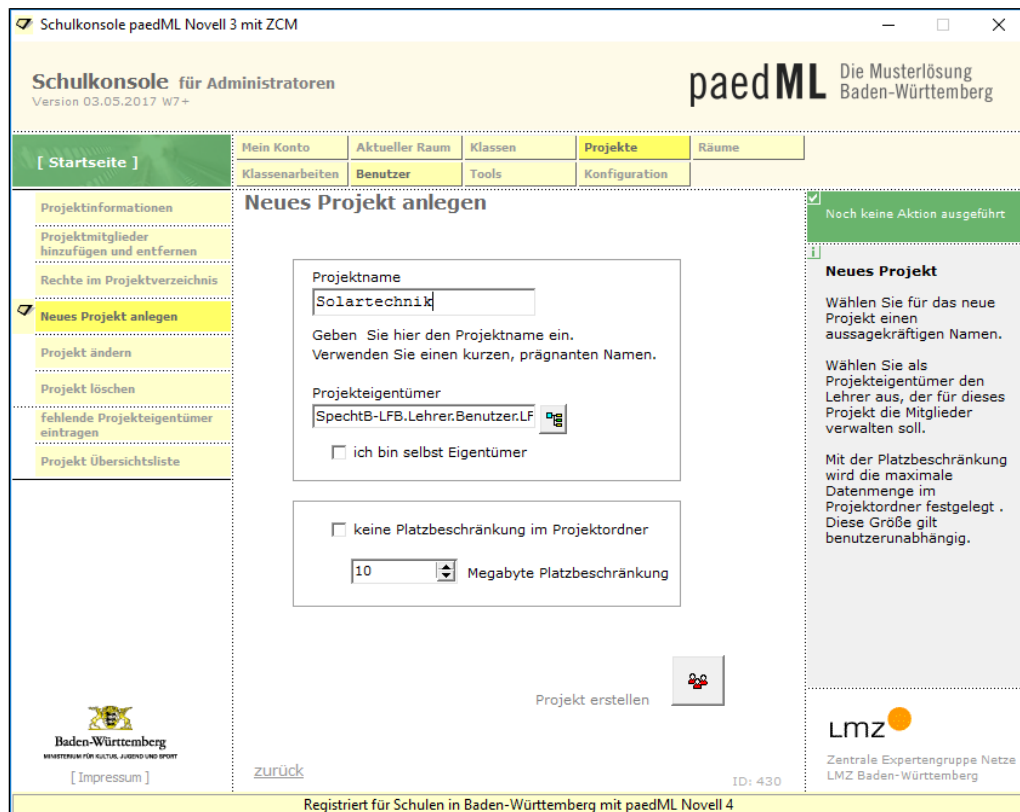 Schulkonsole paedML Novell 3 mit ZCM
Schulkonsole für Administratoren
Version 03.05.2017 W7+
paedML Die Musterlösung
Baden-Württemberg
[ Startseite ]
Mein Konto Aktueller Raum Klassen Projekte Räume
Klassenarbeiten Benutzer Tools Konfiguration
Projektinformationen
Projektmitglieder
hinzufügen und entfernen
Rechte im Projektverzeichnis
Neues Projekt anlegen
Projekt ändern
Projekt löschen
fehlende Projekteigentümer
eintragen
Projekt Übersichtsliste
Neues Projekt anlegen
Projektname
Solartechnik
Geben Sie hier den Projektname ein.
Verwenden Sie einen kurzen, prägnanten Namen.
Projekteigentümer
SpechtB-LFB.Lehrer.Benutzer.LF
ich bin selbst Eigentümer
keine Platzbeschränkung im Projektordner
10 Megabyte Platzbeschränkung
Projekt erstellen
zurück
ID: 430
Noch keine Aktion ausgeführt
Neues Projekt
Wählen Sie für das neue
Projekt einen
aussagekräftigen Namen.
Wählen Sie als
Projekteigentümer den
Lehrer aus, der für dieses
Projekt die Mitglieder
verwalten soll.
Mit der Platzbeschränkung
wird die maximale
Datenmenge im
Projektordner festgelegt .
Diese Größe gilt
benutzerunabhängig.
Baden-Württemberg
MINISTERIUM FÜR KULTUS, JUGEND UND SPORT
[ Impressum ]
LMZ
Zentrale Expertengruppe Netze
LMZ Baden-Württemberg
Registriert für Schulen in Baden-Württemberg mit paedML Novell 4